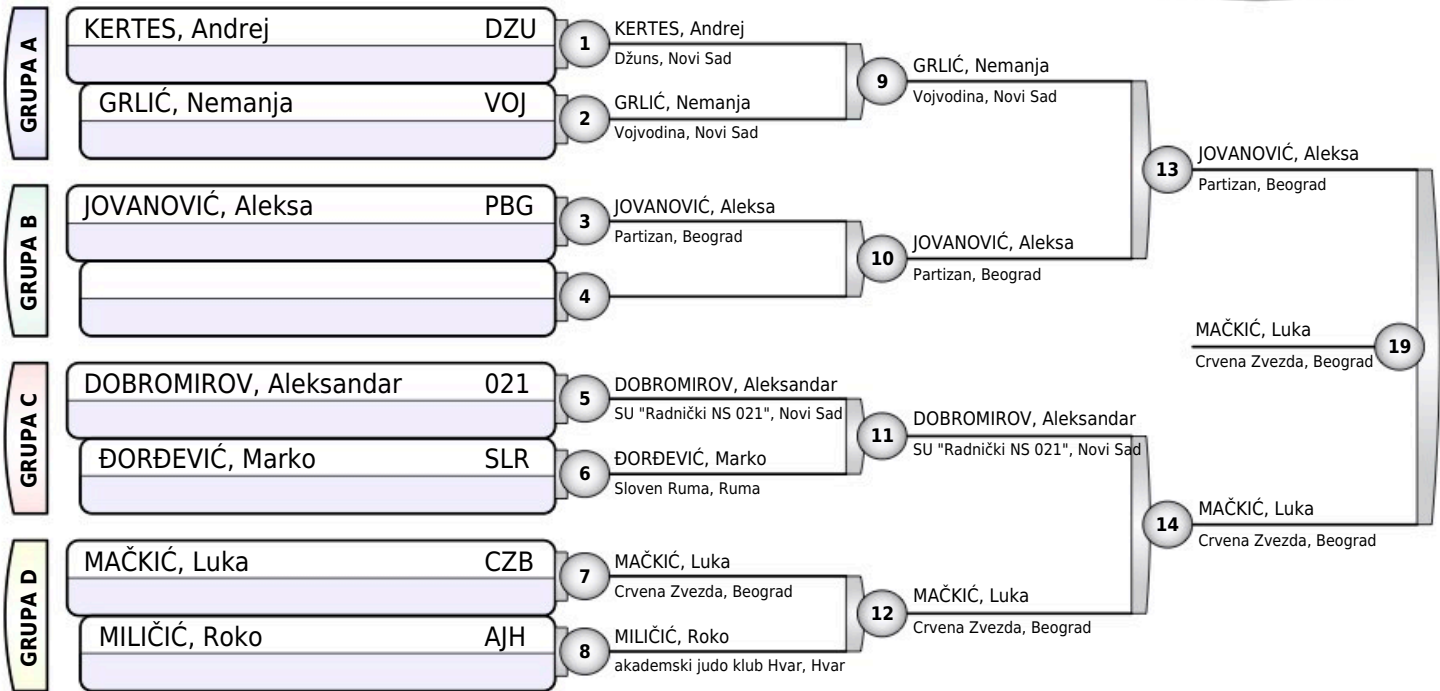 GRUPA A
KERTES, Andrej DZU
1
KERTES, Andrej
Džuns, Novi Sad
GRLIĆ, Nemanja VOJ
2
GRLIĆ, Nemanja
Vojvodina, Novi Sad
9
GRLIĆ, Nemanja
Vojvodina, Novi Sad
GRUPA B
JOVANOVIĆ, Aleksa PBG
3
JOVANOVIĆ, Aleksa
Partizan, Beograd
4
10
JOVANOVIĆ, Aleksa
Partizan, Beograd
13
JOVANOVIĆ, Aleksa
Partizan, Beograd
GRUPA C
DOBROMIROV, Aleksandar 021
5
DOBROMIROV, Aleksandar
SU "Radnički NS 021", Novi Sad
ĐORĐEVIĆ, Marko SLR
6
ĐORĐEVIĆ, Marko
Sloven Ruma, Ruma
11
DOBROMIROV, Aleksandar
SU "Radnički NS 021", Novi Sad
GRUPA D
MAČKIĆ, Luka CZB
7
MAČKIĆ, Luka
Crvena Zvezda, Beograd
MILIČIĆ, Roko AJH
8
MILIČIĆ, Roko
akademski judo klub Hvar, Hvar
12
MAČKIĆ, Luka
Crvena Zvezda, Beograd
14
MAČKIĆ, Luka
Crvena Zvezda, Beograd
MAČKIĆ, Luka
Crvena Zvezda, Beograd
19